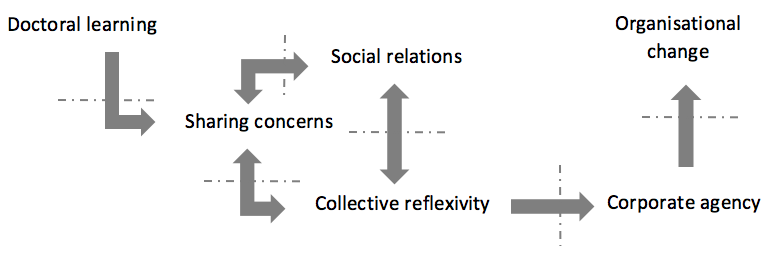 Doctoral learning
Organisational
change
Social relations
Sharing concerns
Collective reflexivity
Corporate agency